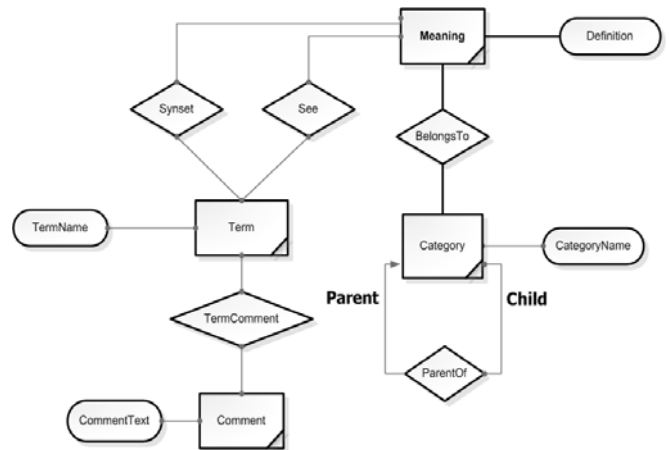 Meaning
Definition
Synset
See
BelongsTo
TermName
Term
Category
CategoryName
Parent
Child
TermComment
ParentOf
CommentText
Comment